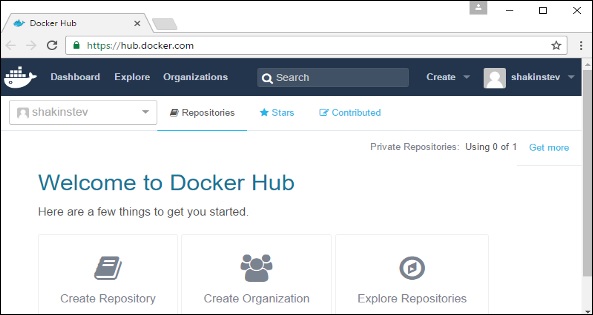 Docker Hub
https://hub.docker.com
Dashboard Explore Organizations Search Create shakinstev
shakinstev Repositories Stars Contributed
Private Repositories: Using 0 of 1 Get more
Welcome to Docker Hub
Here are a few things to get you started.
Create Repository Create Organization Explore Repositories